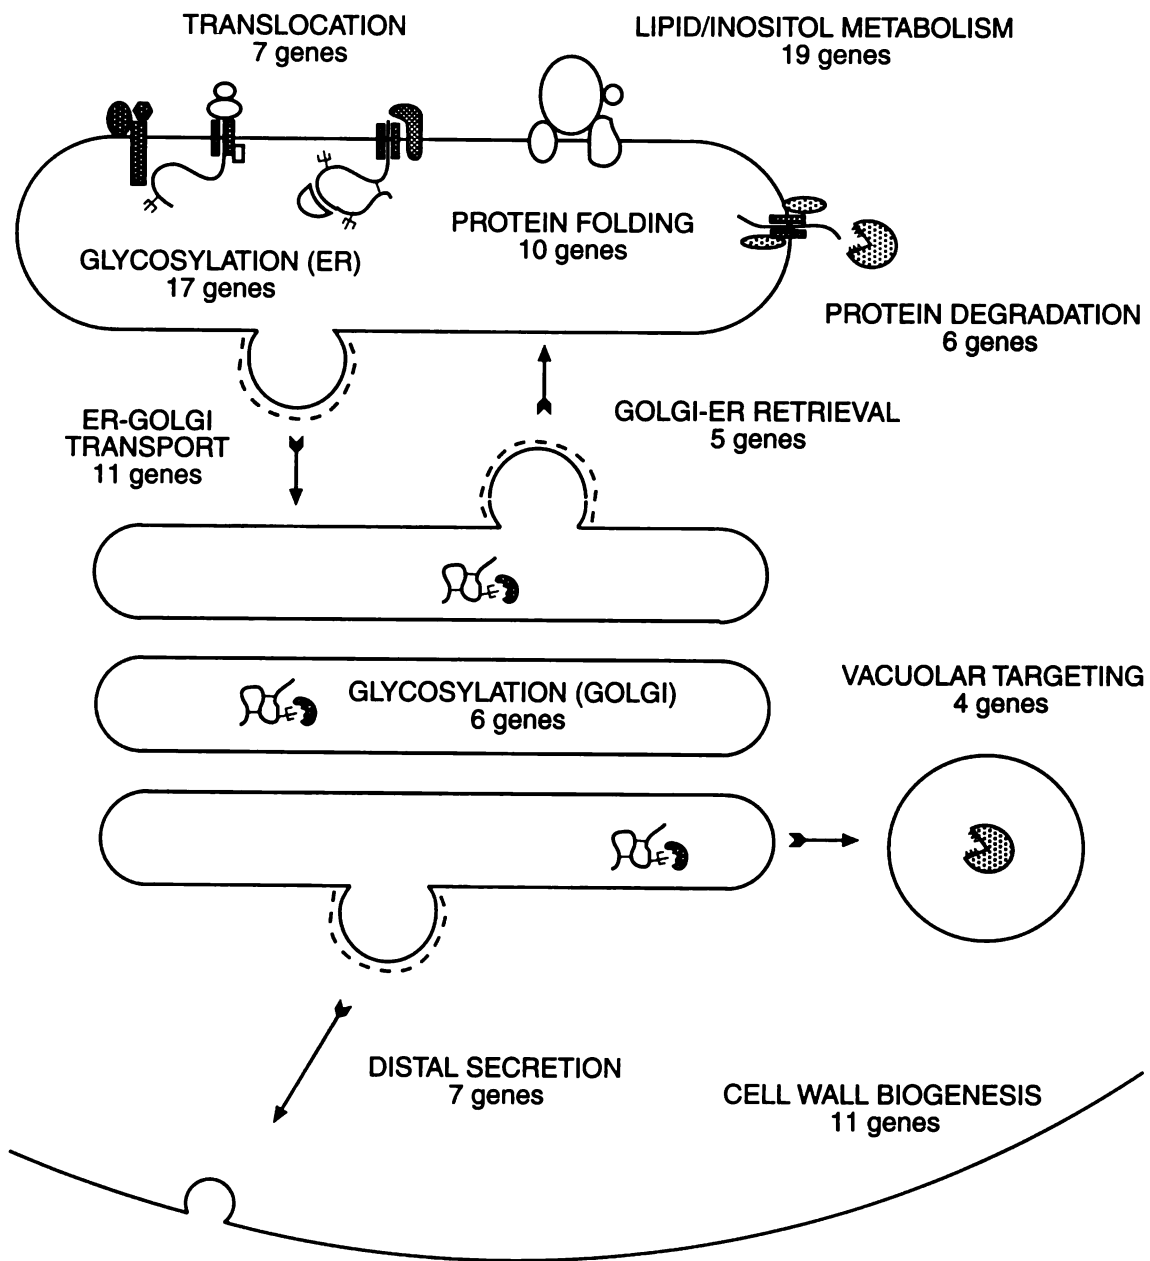 TRANSLOCATION
7 genes
LIPID/INOSITOL METABOLISM
19 genes
PROTEIN FOLDING
10 genes
GLYCOSYLATION (ER)
17 genes
PROTEIN DEGRADATION
6 genes
ER-GOLGI
TRANSPORT
11 genes
GOLGI-ER RETRIEVAL
5 genes
GLYCOSYLATION (GOLGI)
6 genes
VACUOLAR TARGETING
4 genes
DISTAL SECRETION
7 genes
CELL WALL BIOGENESIS
11 genes